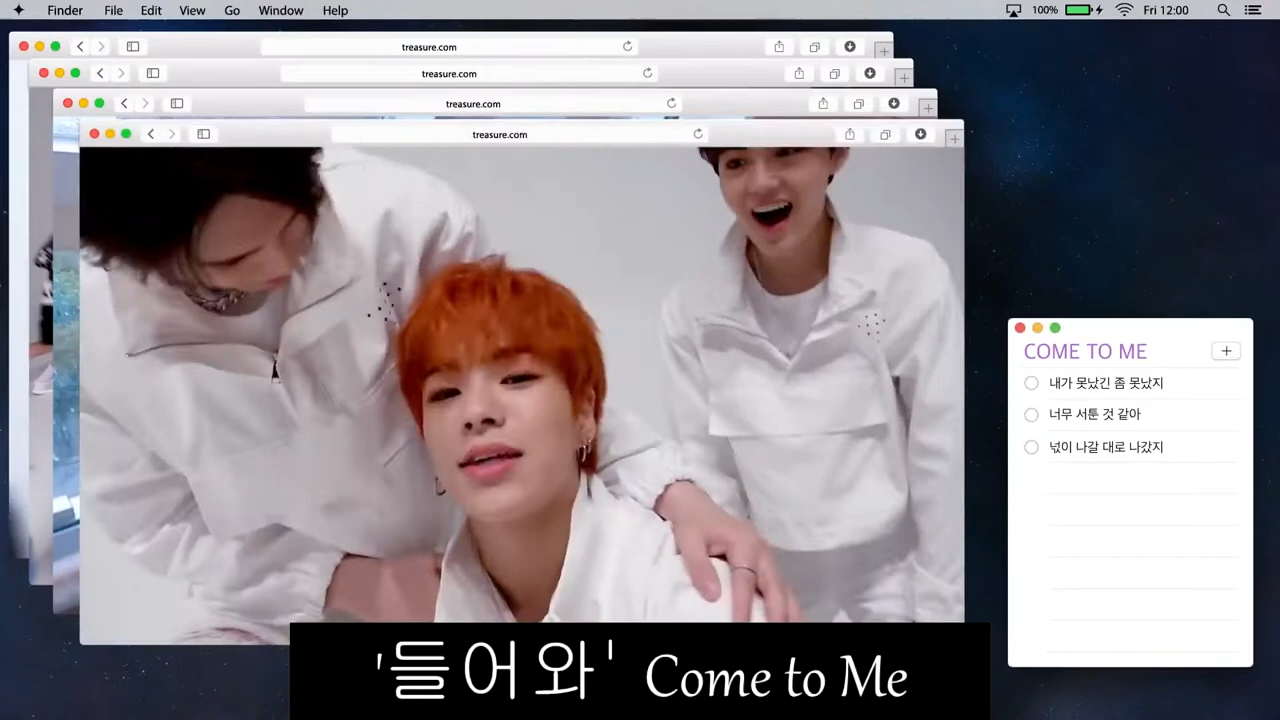 Finder File Edit View Go Window Help 100% Fri 12:00
treasure.com
treasure.com
treasure.com
treasure.com
COME TO ME
내가 못났긴 좀 못났지
너무 서툰 것 같아
넋이 나갈 대로 나갔지
'들어와' Come to Me